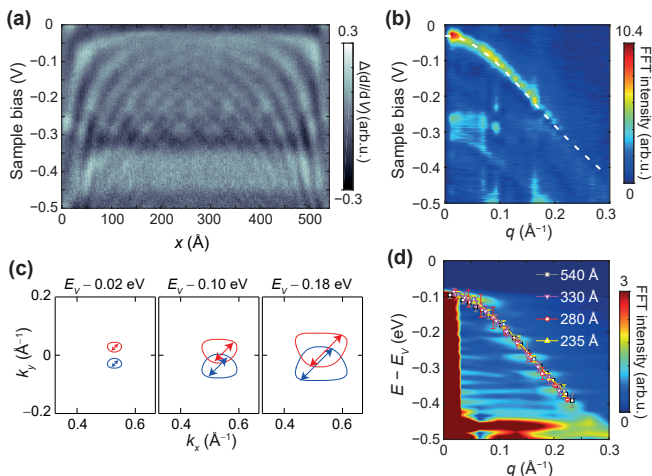 (a)
Sample bias (V)
0
−0.1
−0.2
−0.3
−0.4
−0.5
0 100 200 300 400 500
x (Å)
0.3
Δ(dI/dV)(arb.u.)
−0.3
(b)
Sample bias (V)
0
−0.1
−0.2
−0.3
−0.4
−0.5
0 0.1 0.2 0.3
q (Å⁻¹)
10.4
FFT intensity (arb.u.)
0
(c)
Eᵥ − 0.02 eV Eᵥ − 0.10 eV Eᵥ − 0.18 eV
0.2
0
−0.2
k_y (Å⁻¹)
0.4 0.6 0.4 0.6 0.4 0.6
kₓ (Å⁻¹)
(d)
E − Eᵥ (eV)
0
−0.1
−0.2
−0.3
−0.4
−0.5
540 Å
330 Å
280 Å
235 Å
0 0.1 0.2 0.3
q (Å⁻¹)
3
FFT intensity (arb.u.)
0